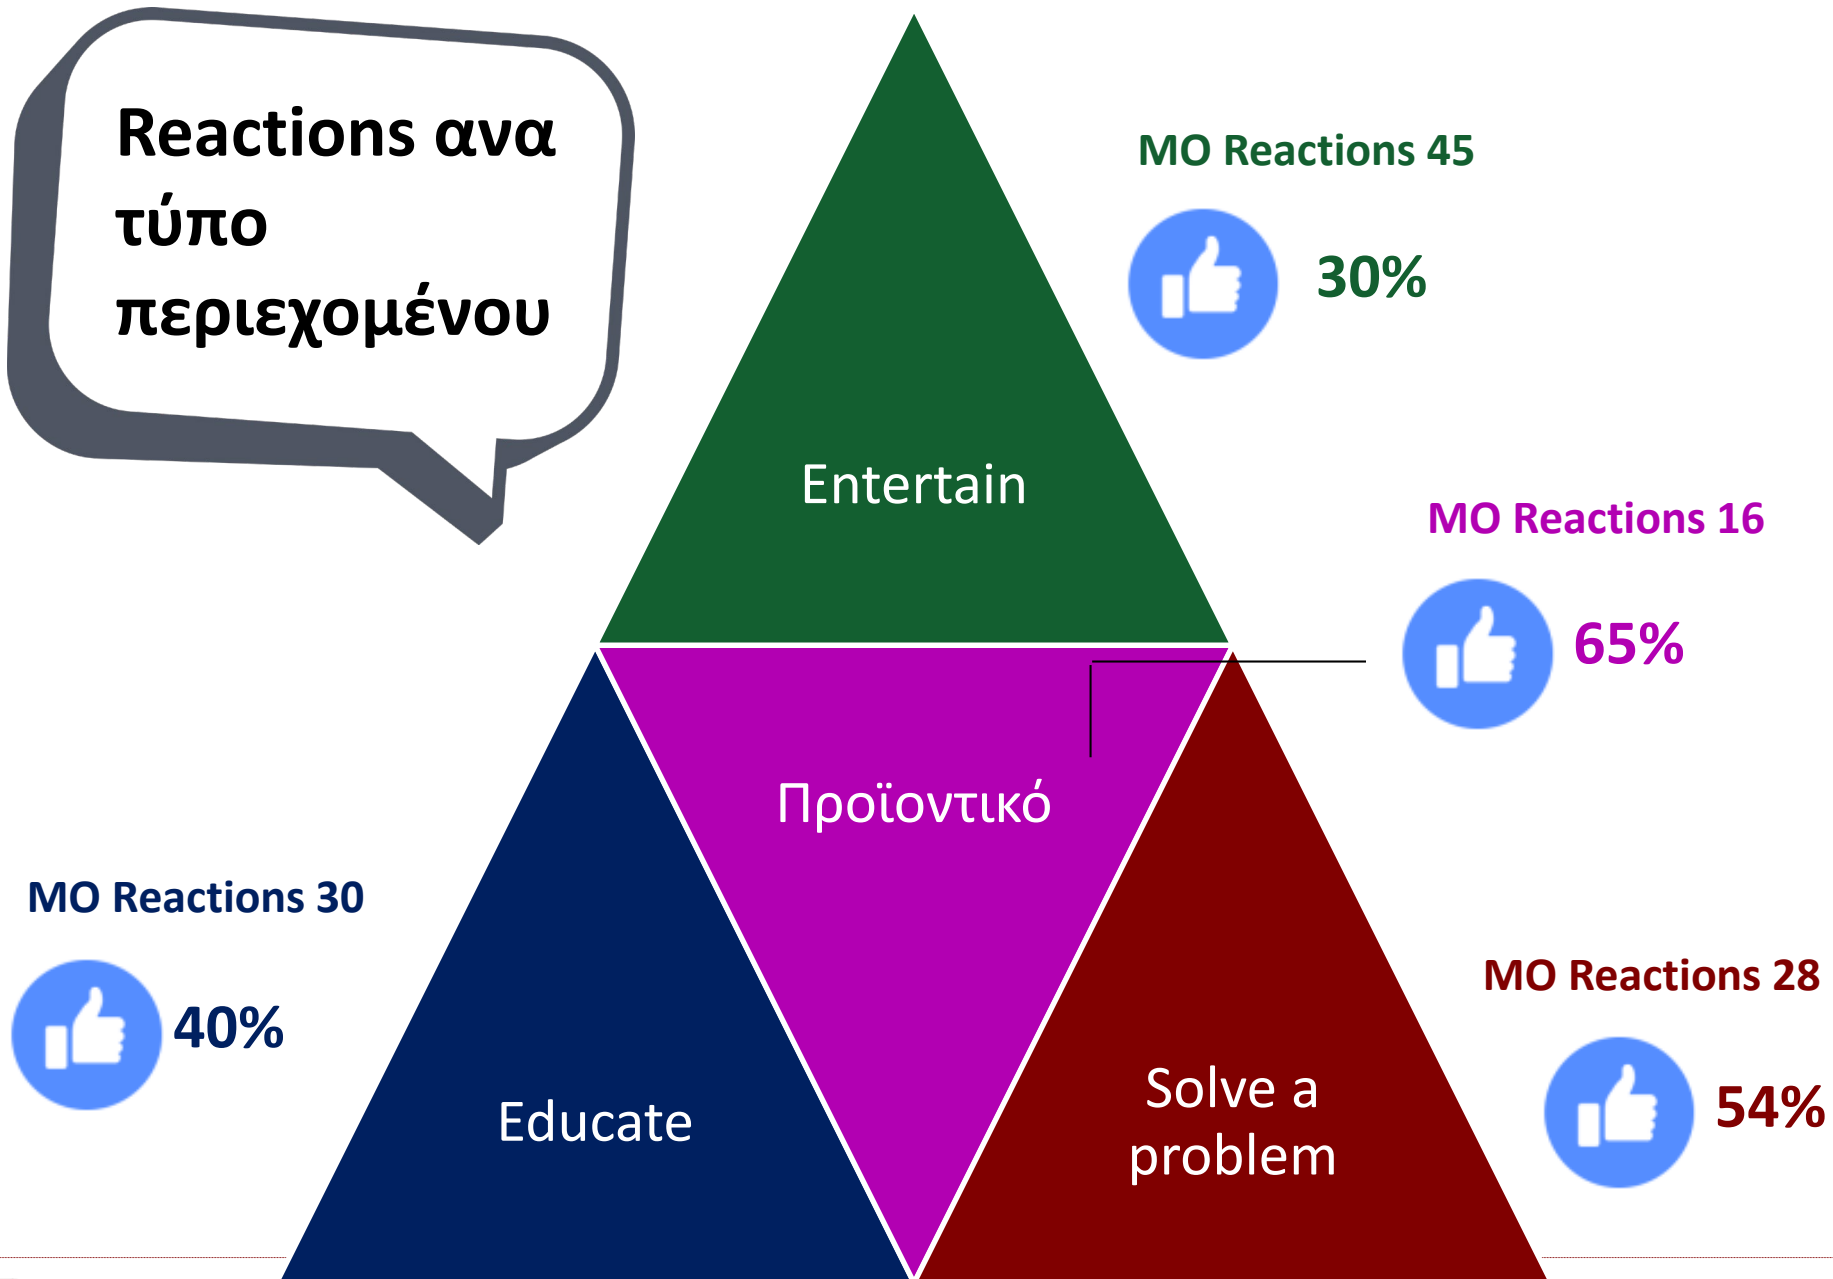 Reactions ανα
τύπο
περιεχομένου
MO Reactions 45
30%
Entertain
MO Reactions 16
65%
Προϊοντικό
MO Reactions 30
40%
Educate
MO Reactions 28
54%
Solve a
problem